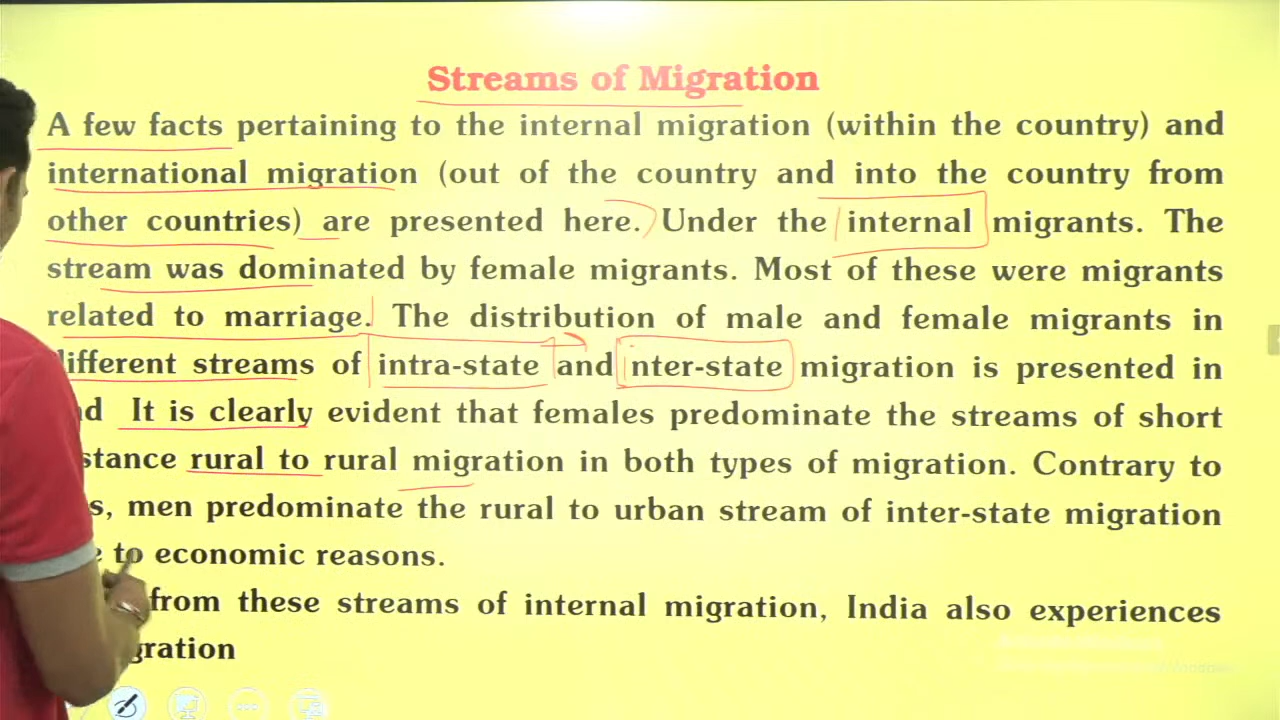 Streams of Migration
A few facts pertaining to the internal migration (within the country) and
international migration (out of the country and into the country from
other countries) are presented here. Under the internal migrants. The
stream was dominated by female migrants. Most of these were migrants
related to marriage. The distribution of male and female migrants in
different streams of intra-state and inter-state migration is presented in
It is clearly evident that females predominate the streams of short
rural to rural migration in both types of migration. Contrary to
men predominate the rural to urban stream of inter-state migration
to economic reasons.
from these streams of internal migration, India also experiences